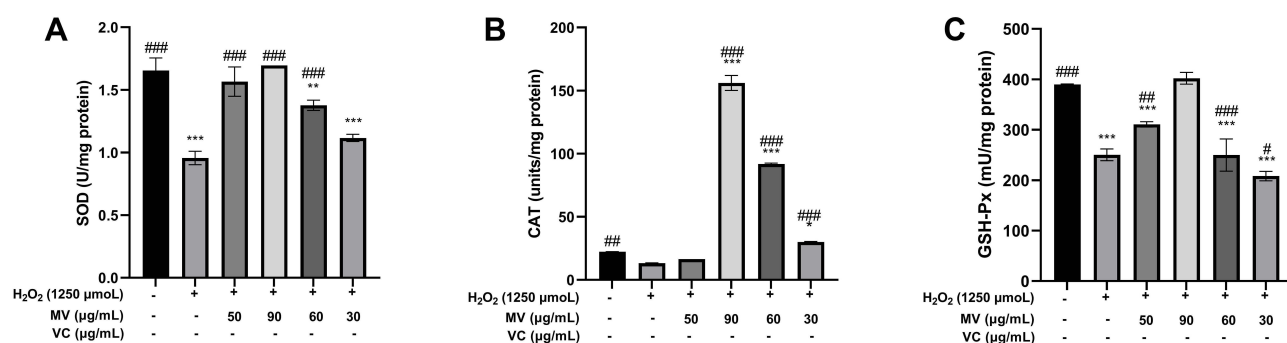 A
SOD (U/mg protein)
2.0
1.5
1.0
0.5
0.0
###
***
###
###
###
**
***
H₂O₂ (1250 µmoL) - + + + + +
MV (µg/mL) - - 50 90 60 30
VC (µg/mL) - - - - - -
B
CAT (units/mg protein)
200
150
100
50
0
##
###
***
###
***
###
*
H₂O₂ (1250 µmoL) - + + + + +
MV (µg/mL) - - 50 90 60 30
VC (µg/mL) - - - - - -
C
GSH-Px (mU/mg protein)
500
400
300
200
100
0
###
***
##
***
###
***
#
***
H₂O₂ (1250 µmoL) - + + + + +
MV (µg/mL) - - 50 90 60 30
VC (µg/mL) - - - - - -